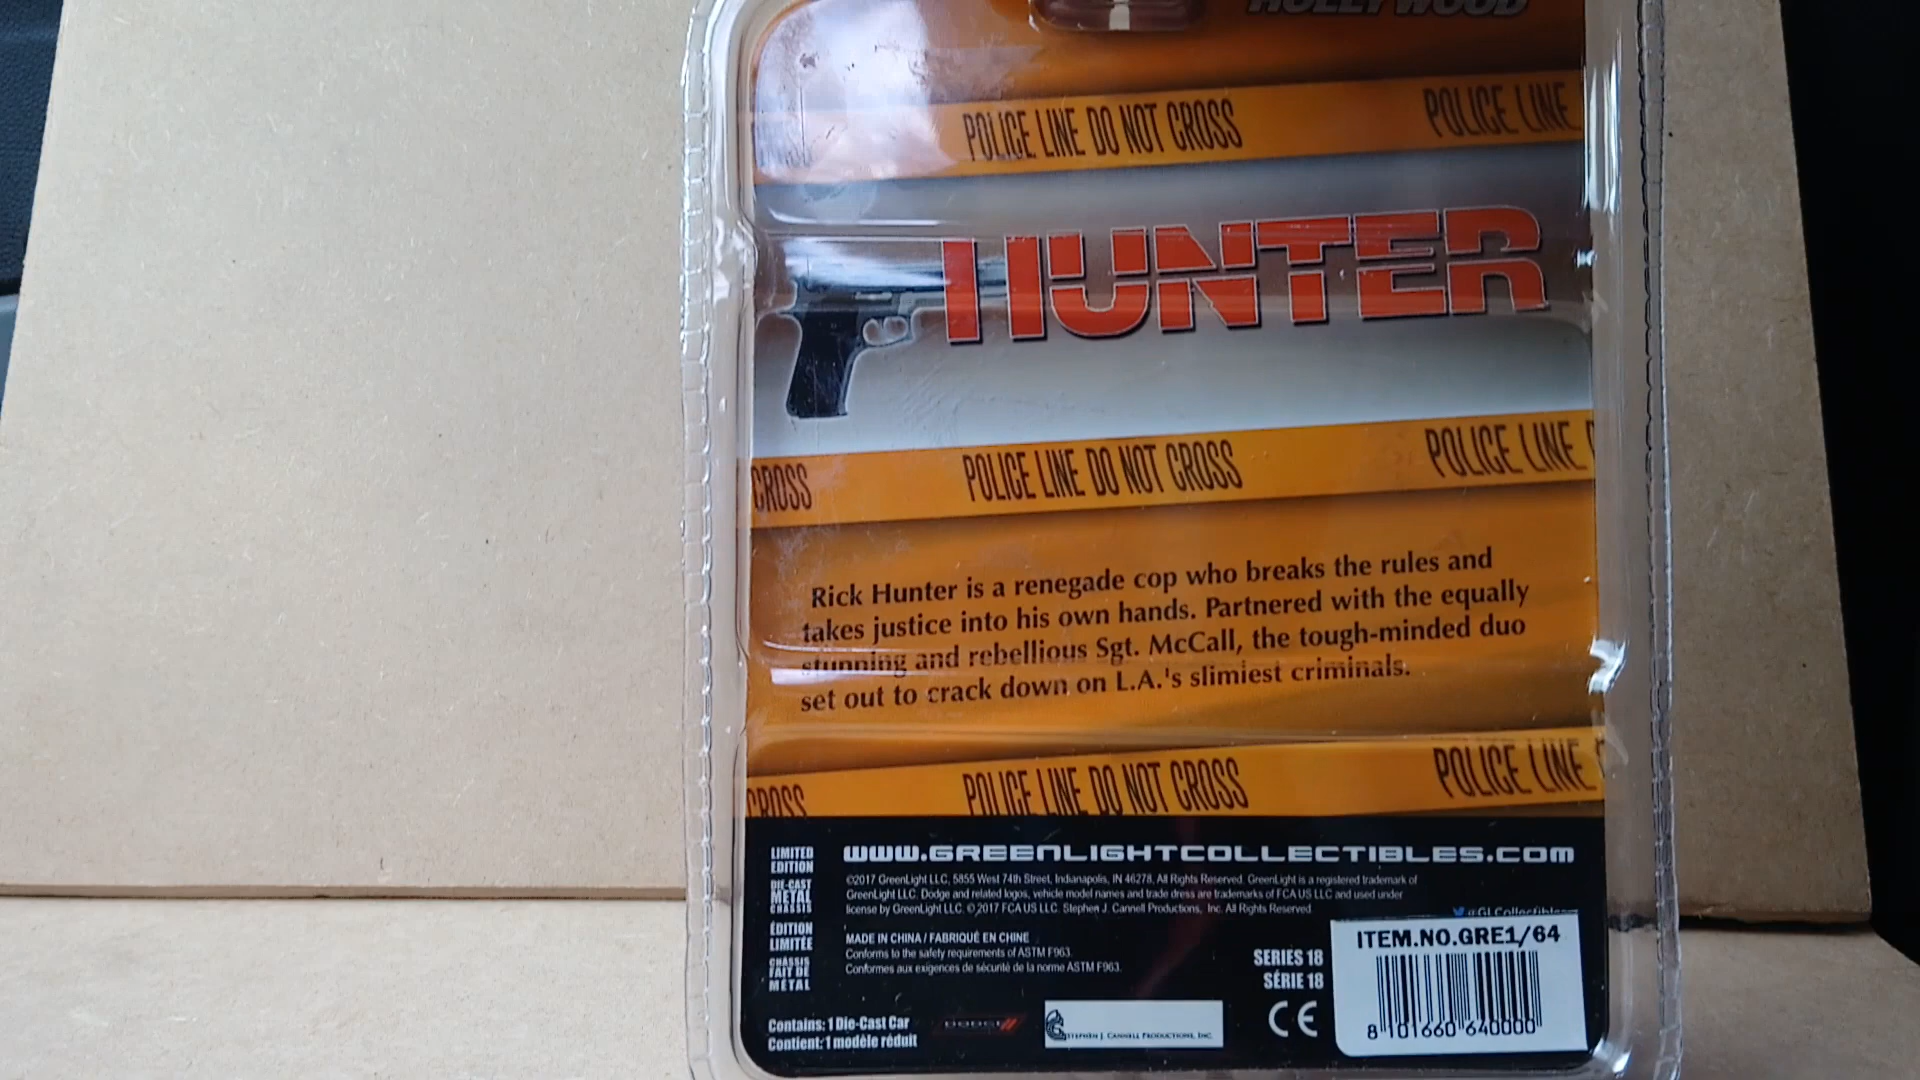 HOLLYWOOD
POLICE LINE DO NOT CROSS POLICE LINE
HUNTER
CROSS POLICE LINE DO NOT CROSS POLICE LINE
Rick Hunter is a renegade cop who breaks the rules and
takes justice into his own hands. Partnered with the equally
stunning and rebellious Sgt. McCall, the tough-minded duo
set out to crack down on L.A.'s slimiest criminals.
CROSS POLICE LINE DO NOT CROSS POLICE LINE
LIMITED
EDITION
DIE-CAST
METAL
CHASSIS
ÉDITION
LIMITÉE
CHÂSSIS
FAIT DE
MÉTAL
WWW.GREENLIGHTCOLLECTIBLES.COM
©2017 GreenLight LLC, 5855 West 74th Street, Indianapolis, IN 46278, All Rights Reserved. GreenLight is a registered trademark of
GreenLight LLC. Dodge and related logos, vehicle model names and trade dress are trademarks of FCA US LLC and used under
license by GreenLight LLC. ©2017 FCA US LLC. Stephen J. Cannell Productions, Inc. All Rights Reserved
MADE IN CHINA / FABRIQUÉ EN CHINE
Conforms to the safety requirements of ASTM F963.
Conformes aux exigences de sécurité de la norme ASTM F963.
SERIES 18
SÉRIE 18
CE
ITEM.NO.GRE1/64
8 101660 640000
Contains: 1 Die-Cast Car
Contient: 1 modèle réduit
DODGE
STEPHEN J. CANNELL PRODUCTIONS, INC.